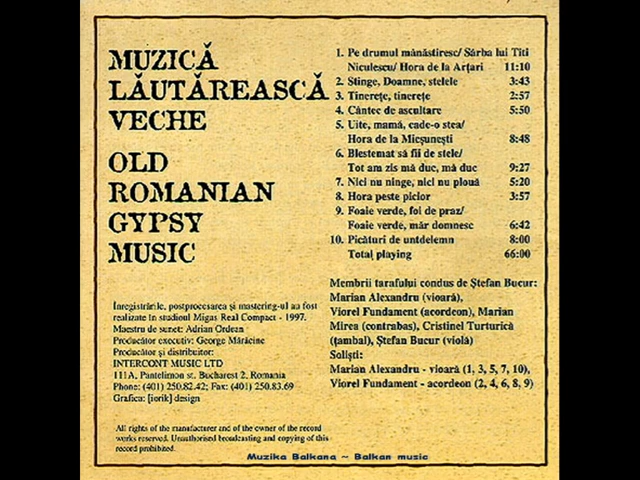 MUZICĂ
LĂUTĂREASCĂ
VECHE
OLD
ROMANIAN
GYPSY
MUSIC
1. Pe drumul mănăstiresc/ Sârba lui Titi
Niculescu/ Hora de la Arțari 11:10
2. Stinge, Doamne, stelele 3:43
3. Tinerețe, tinerețe 2:57
4. Cântec de ascultare 5:50
5. Uite, mamă, cade-o stea/
Hora de la Micșunești 8:48
6. Blestemat să fii de stele/
Tot am zis mă duc, mă duc 9:27
7. Nici nu ninge, nici nu plouă 5:20
8. Hora peste picior 3:57
9. Foaie verde, foi de praz/
Foaie verde, măr domnesc 6:42
10. Picături de untdelemn 8:00
Total playing 66:00
Membrii tarafului condus de Ștefan Bucur:
Marian Alexandru (vioară),
Viorel Fundament (acordeon), Marian
Mirea (contrabas), Cristinel Turturică
(țambal), Ștefan Bucur (violă)
Soliști:
Marian Alexandru - vioară (1, 3, 5, 7, 10),
Viorel Fundament - acordeon (2, 4, 6, 8, 9)
Înregistrările, postprocesarea și mastering-ul au fost
realizate în studioul Migas Real Compact - 1997.
Maestru de sunet: Adrian Ordean
Producător executiv: George Mărăcine
Producător și distribuitor:
INTERCONT MUSIC LTD
111A, Pantelimon st. Bucharest 2, Romania
Phone: (401) 250.82.42; Fax: (401) 250.83.69
Grafica: [iorik] design
All rights of the manufacturer and of the owner of the record
works reserved. Unauthorised broadcasting and copying of this
record prohibited.
Muzika Balkana ~ Balkan music